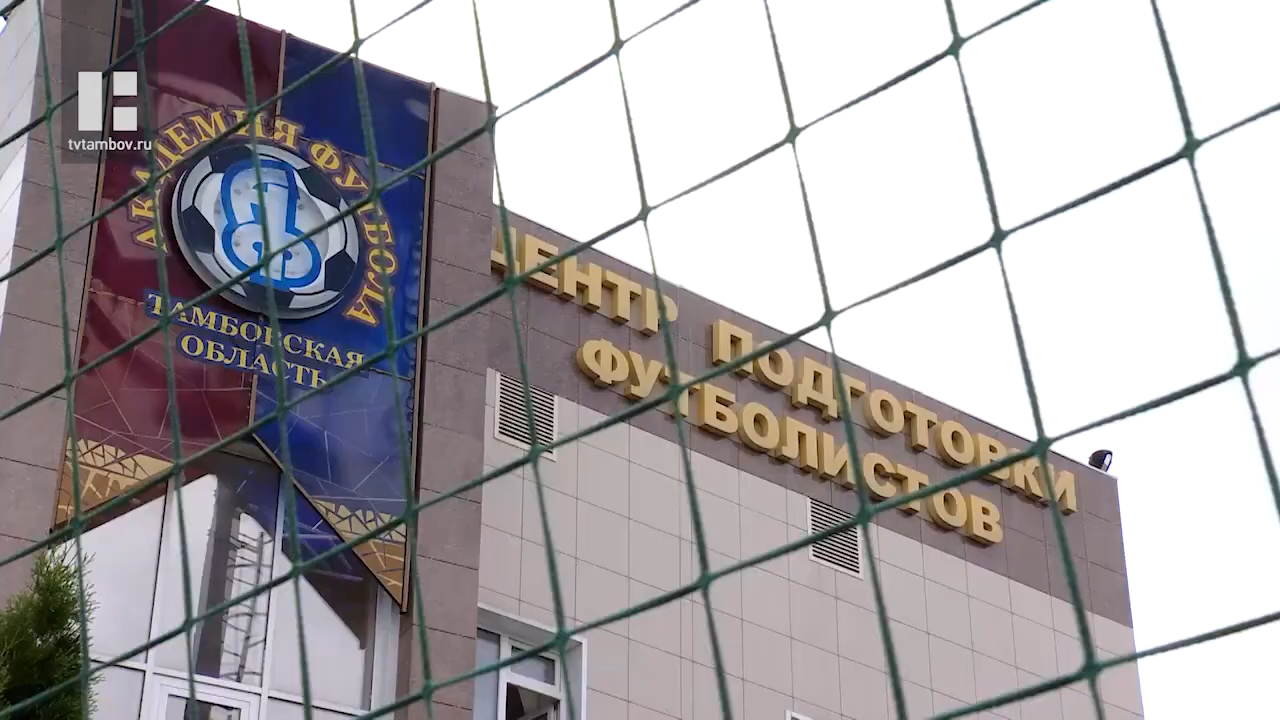 tvtambov.ru
АКАДЕМИЯ ФУТБОЛА
ТАМБОВСКАЯ
ОБЛАСТЬ
ЦЕНТР ПОДГОТОВКИ
ФУТБОЛИСТОВ